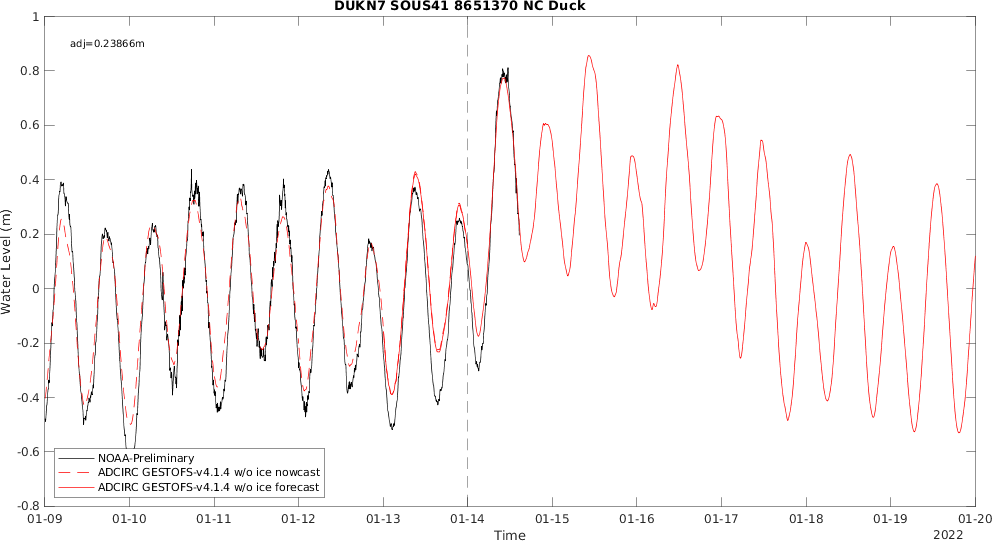 DUKN7 SOUS41 8651370 NC Duck
adj=0.23866m
Water Level (m)
1
0.8
0.6
0.4
0.2
0
-0.2
-0.4
-0.6
-0.8
NOAA-Preliminary
ADCIRC GESTOFS-v4.1.4 w/o ice nowcast
ADCIRC GESTOFS-v4.1.4 w/o ice forecast
01-09 01-10 01-11 01-12 01-13 01-14 01-15 01-16 01-17 01-18 01-19 01-20
Time
2022